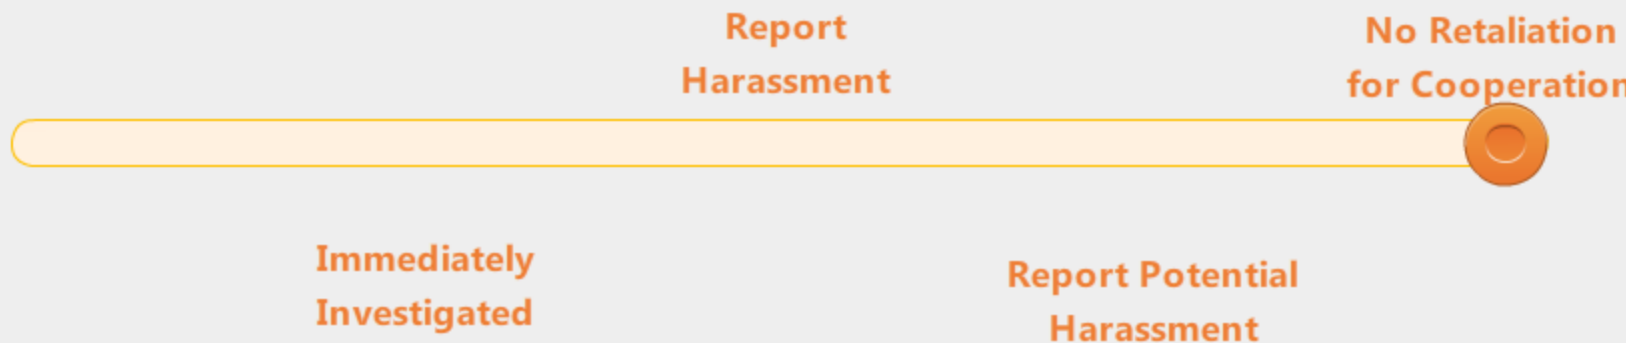 Report
Harassment
No Retaliation
for Cooperation
Immediately
Investigated
Report Potential
Harassment